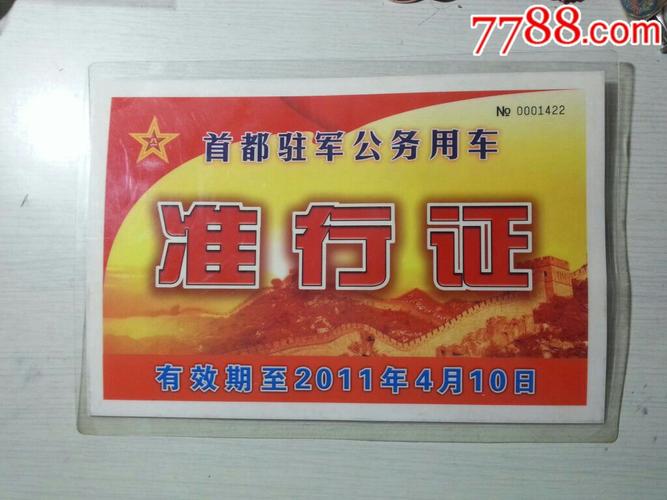 7788.com
№ 0001422
首都驻军公务用车
准行证
有效期至2011年4月10日